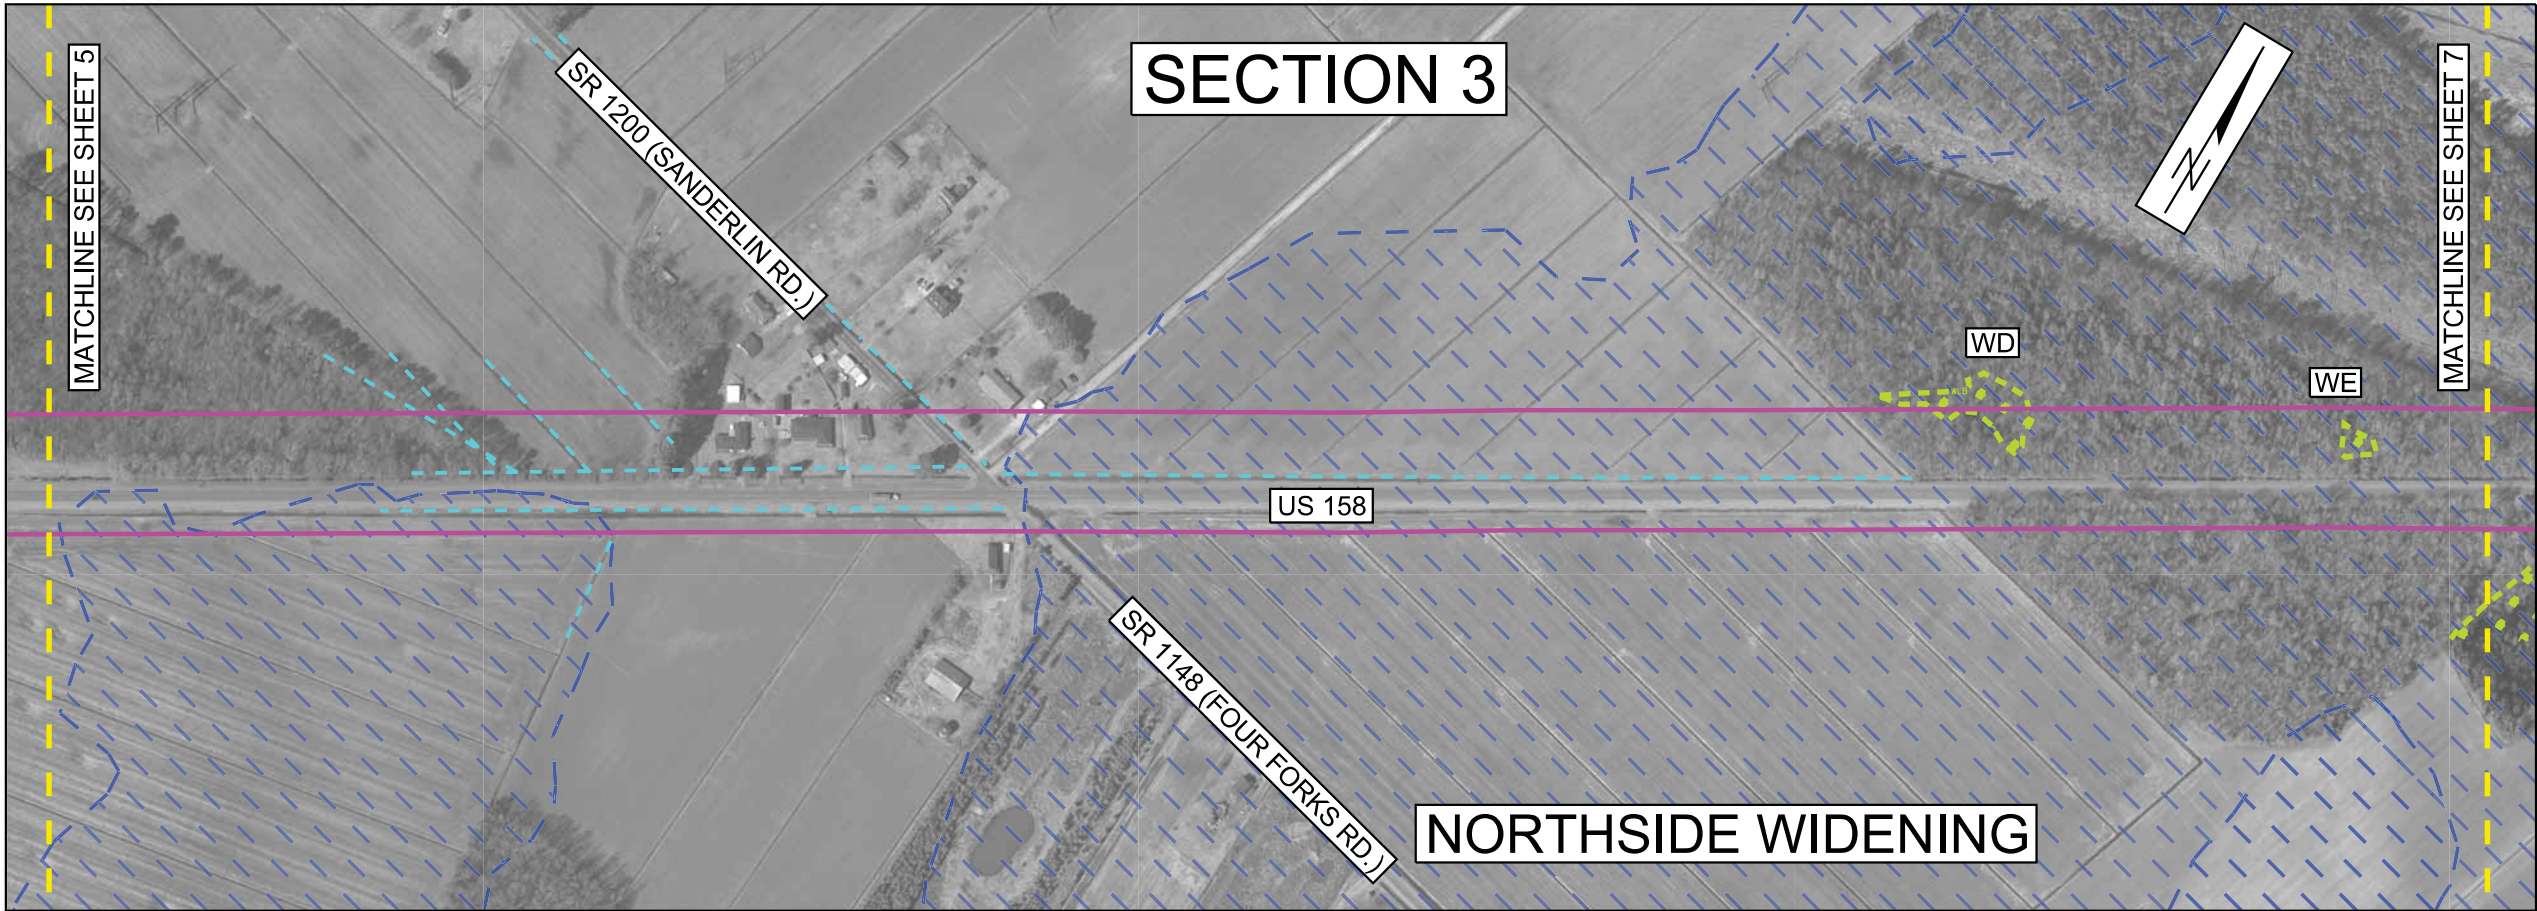 MATCHLINE SEE SHEET 5
SR 1200 (SANDERLIN RD.)
SECTION 3
N
MATCHLINE SEE SHEET 7
WD
WE
WLB
US 158
SR 1148 (FOUR FORKS RD.)
NORTHSIDE WIDENING